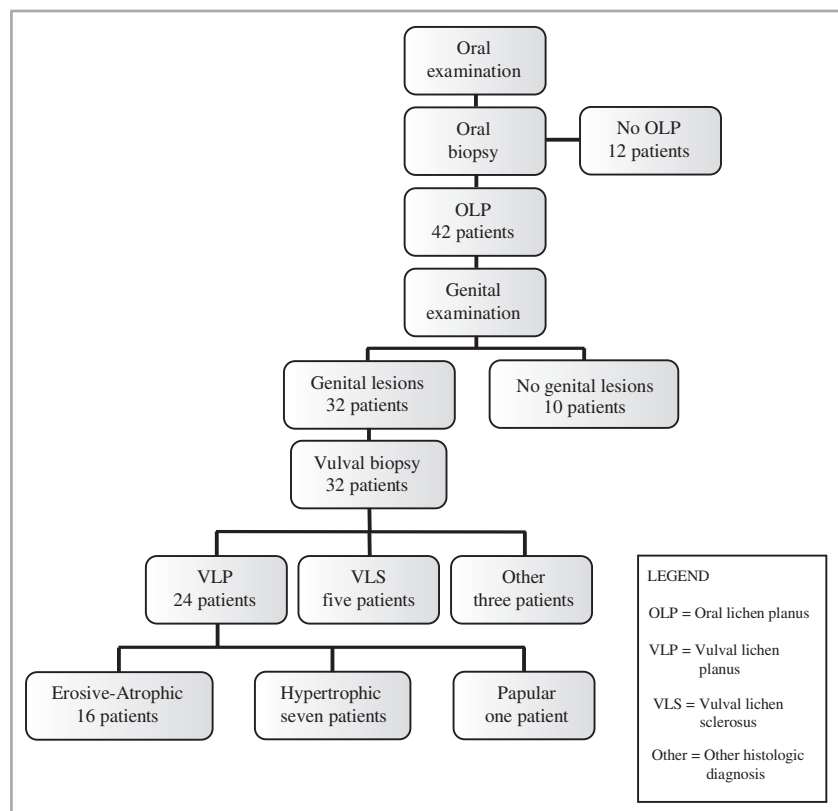 Oral
examination
Oral
biopsy
No OLP
12 patients
OLP
42 patients
Genital
examination
Genital lesions
32 patients
No genital lesions
10 patients
Vulval biopsy
32 patients
VLP
24 patients
VLS
five patients
Other
three patients
Erosive-Atrophic
16 patients
Hypertrophic
seven patients
Papular
one patient
LEGEND
OLP = Oral lichen planus
VLP = Vulval lichen
planus
VLS = Vulval lichen
sclerosus
Other = Other histologic
diagnosis